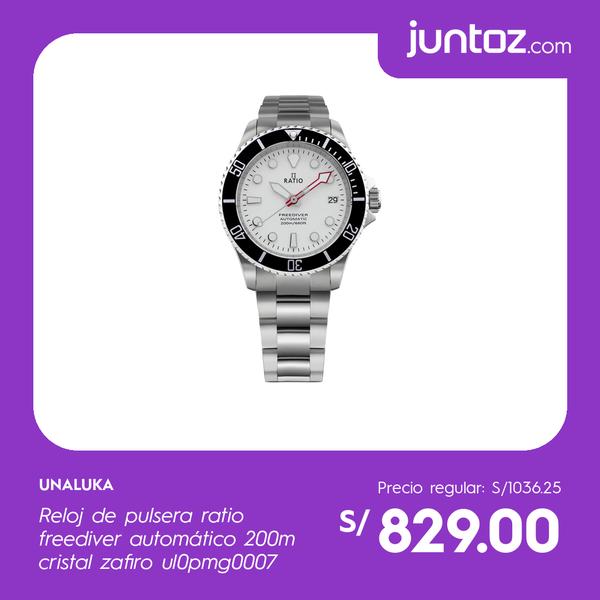 juntoz.com
50
10
RATIO
29
FREEDIVER
AUTOMATIC
200m/660ft
40
20
30
UNALUKA
Reloj de pulsera ratio
freediver automático 200m
cristal zafiro ul0pmg0007
Precio regular: S/1036.25
S/ 829.00